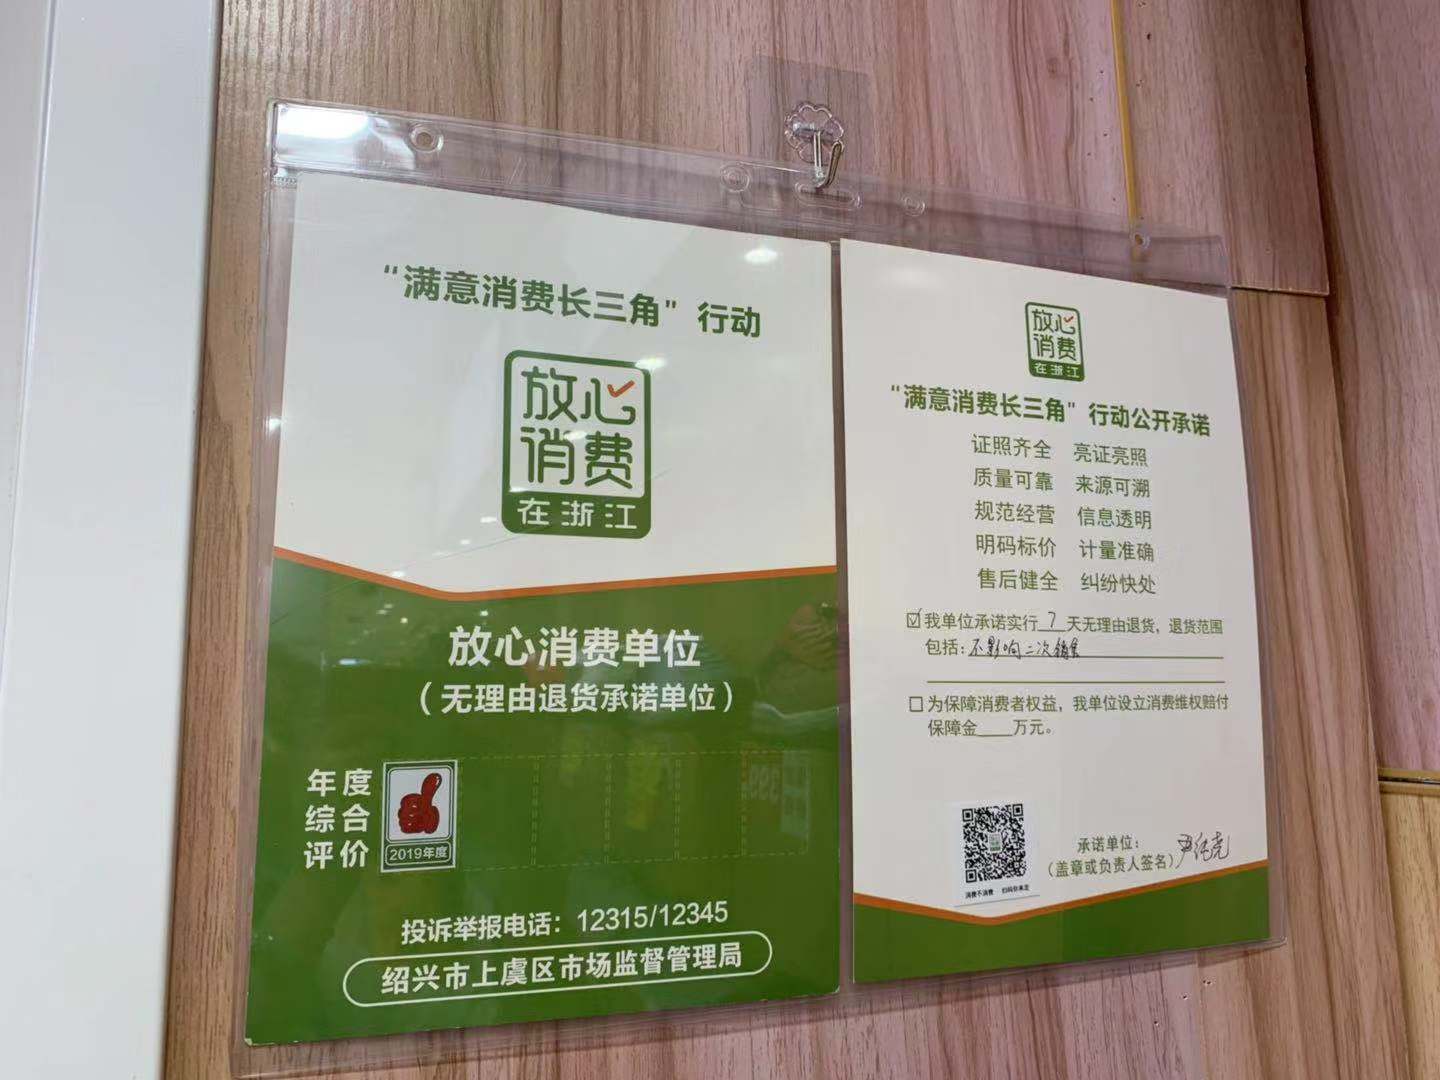 “满意消费长三角”行动
放心
消费
在浙江
放心消费单位
（无理由退货承诺单位）
年度
综合
评价
2019年度
投诉举报电话：12315/12345
绍兴市上虞区市场监督管理局
放心
消费
在浙江
“满意消费长三角”行动公开承诺
证照齐全 亮证亮照
质量可靠 来源可溯
规范经营 信息透明
明码标价 计量准确
售后健全 纠纷快处
☑我单位承诺实行7天无理由退货，退货范围
包括：不影响二次销售
□为保障消费者权益，我单位设立消费维权赔付
保障金____万元。
承诺单位：
（盖章或负责人签名）
消费不消费 扫码你来定